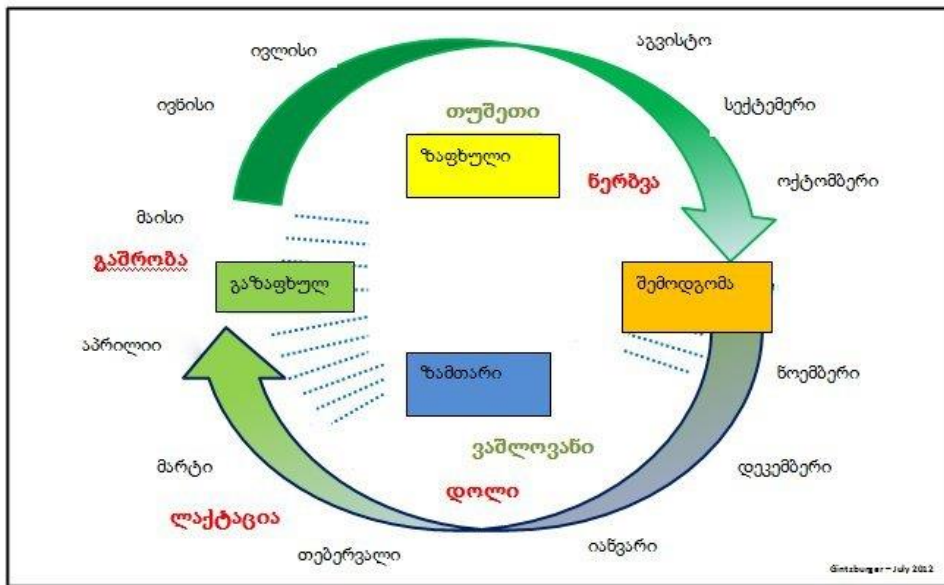 ივლისი
აგვისტო
ივნისი
სექტემერი
თუშეთი
ზაფხული
ნერბვა
ოქტომბერი
მაისი
გაშრობა
გაზაფხულ
შემოდგომა
აპრილიი
ზამთარი
ნოემბერი
ვაშლოვანი
მარტი
დეკემბერი
დოლი
ლაქტაცია
თებერვალი
იანვარი
Gintzburger – July 2012